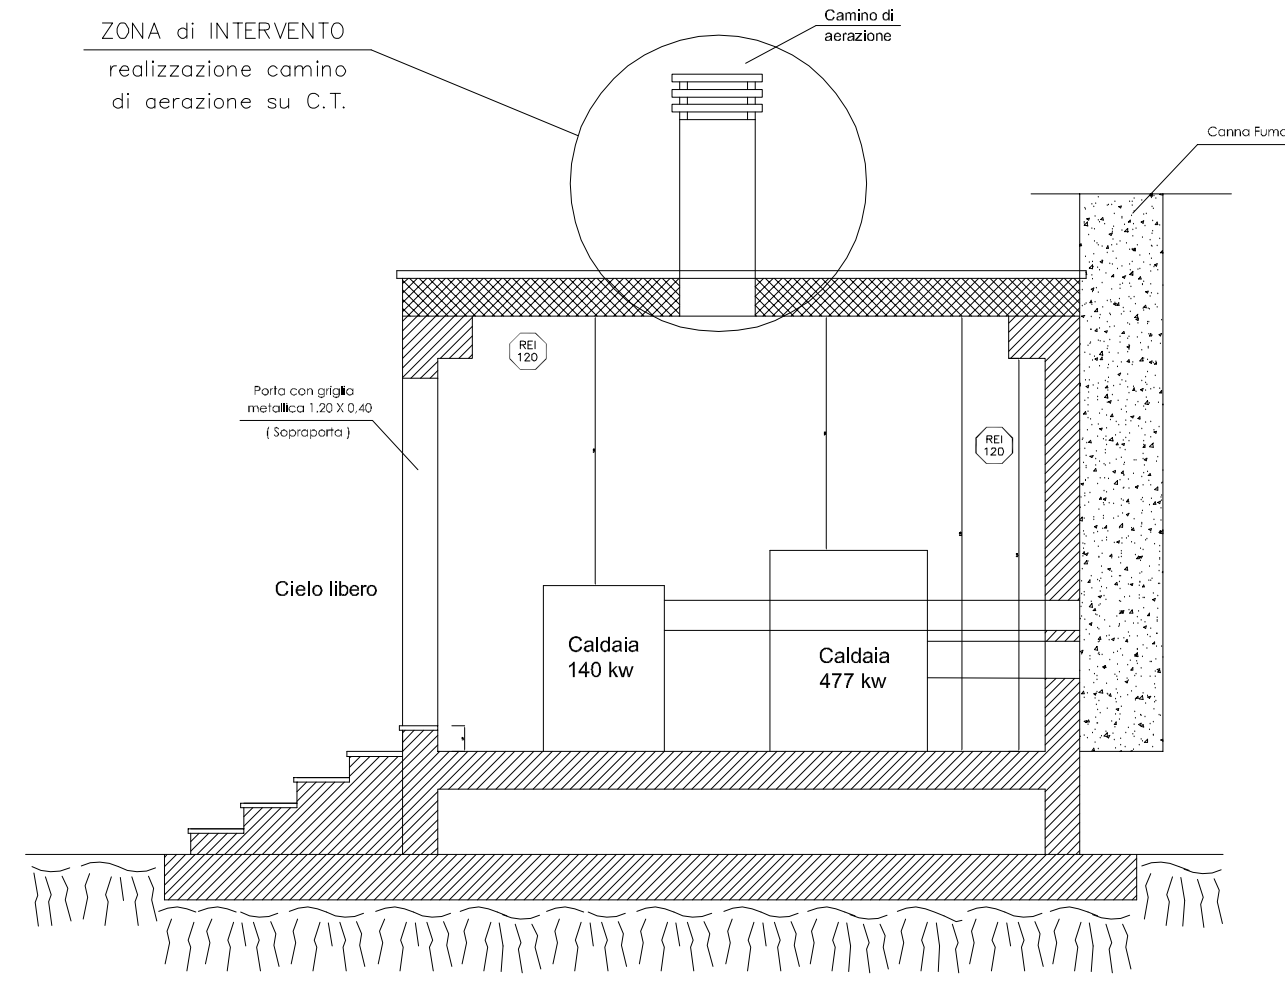 ZONA di INTERVENTO
realizzazione camino
di aerazione su C.T.
Camino di
aerazione
Canna Fuma
REI
120
Porta con griglia
metallica 1.20 X 0,40
( Sopraporta )
REI
120
Cielo libero
Caldaia
140 kw
Caldaia
477 kw